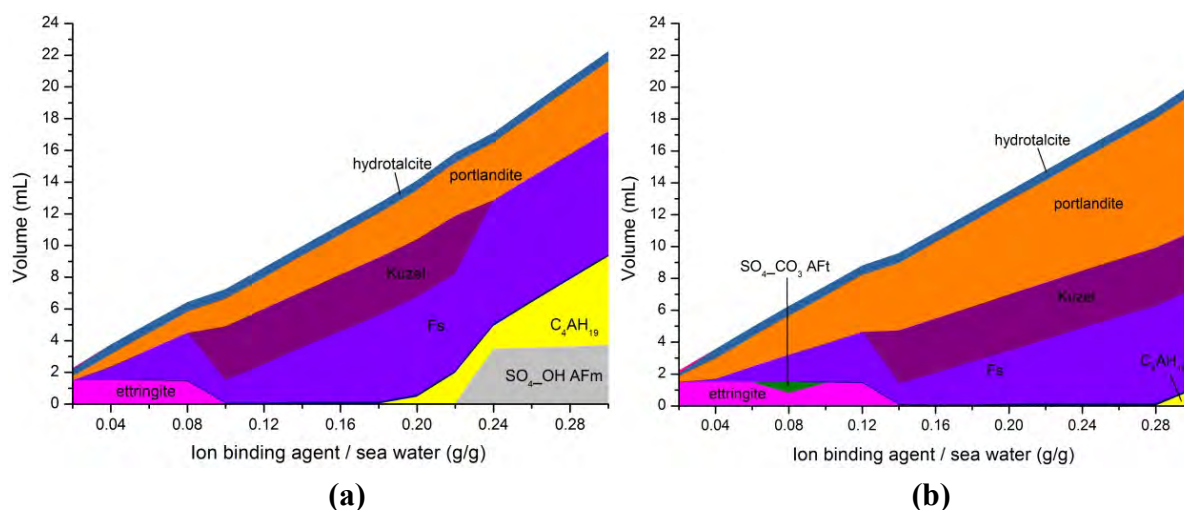 24
22
20
18
16
14
12
10
8
6
4
2
0
Volume (mL)
hydrotalcite
portlandite
Kuzel
Fs
C₄AH₁₉
SO₄_OH AFm
ettringite
0.04 0.08 0.12 0.16 0.20 0.24 0.28
Ion binding agent / sea water (g/g)
(a)
24
22
20
18
16
14
12
10
8
6
4
2
0
Volume (mL)
hydrotalcite
portlandite
SO₄_CO₃ AFt
Kuzel
Fs
ettringite
0.04 0.08 0.12 0.16 0.20 0.24 0.28
Ion binding agent / sea water (g/g)
(b)